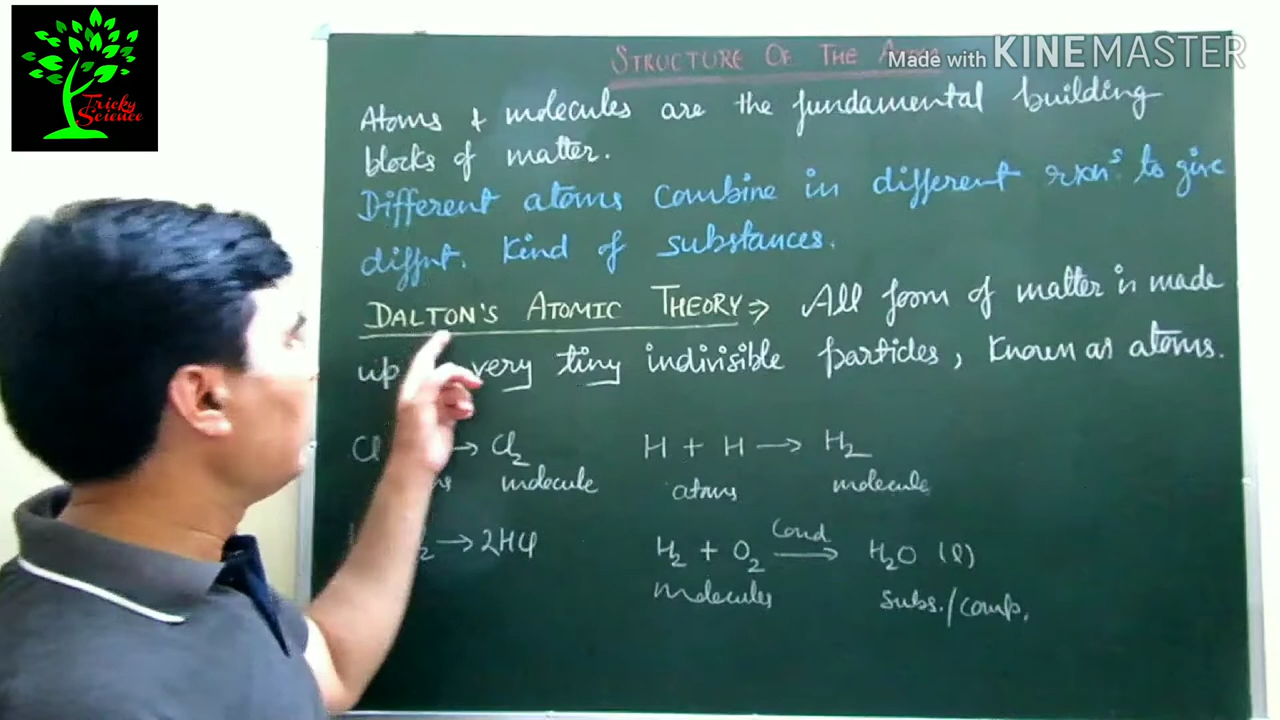 Tricky
Science
Made with KINEMASTER
STRUCTURE OF THE
Atoms & molecules are the fundamental building
blocks of matter.
Different atoms combine in different rxns. to give
diffnt. kind of substances.
DALTON'S ATOMIC THEORY ⇒ All form of matter is made
up very tiny indivisible particles, known as atoms.
Cl → Cl₂ H + H → H₂
molecule atoms molecule
→ 2HCl H₂ + O₂ Cond → H₂O (l)
molecules subs./comp.